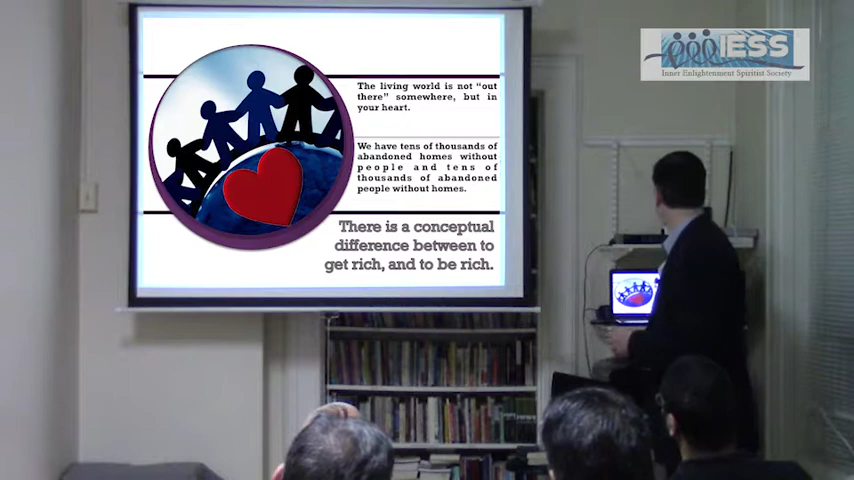 IESS
Inner Enlightenment Spiritist Society
The living world is not “out
there” somewhere, but in
your heart.
We have tens of thousands of
abandoned homes without
people and tens of
thousands of abandoned
people without homes.
There is a conceptual
difference between to
get rich, and to be rich.